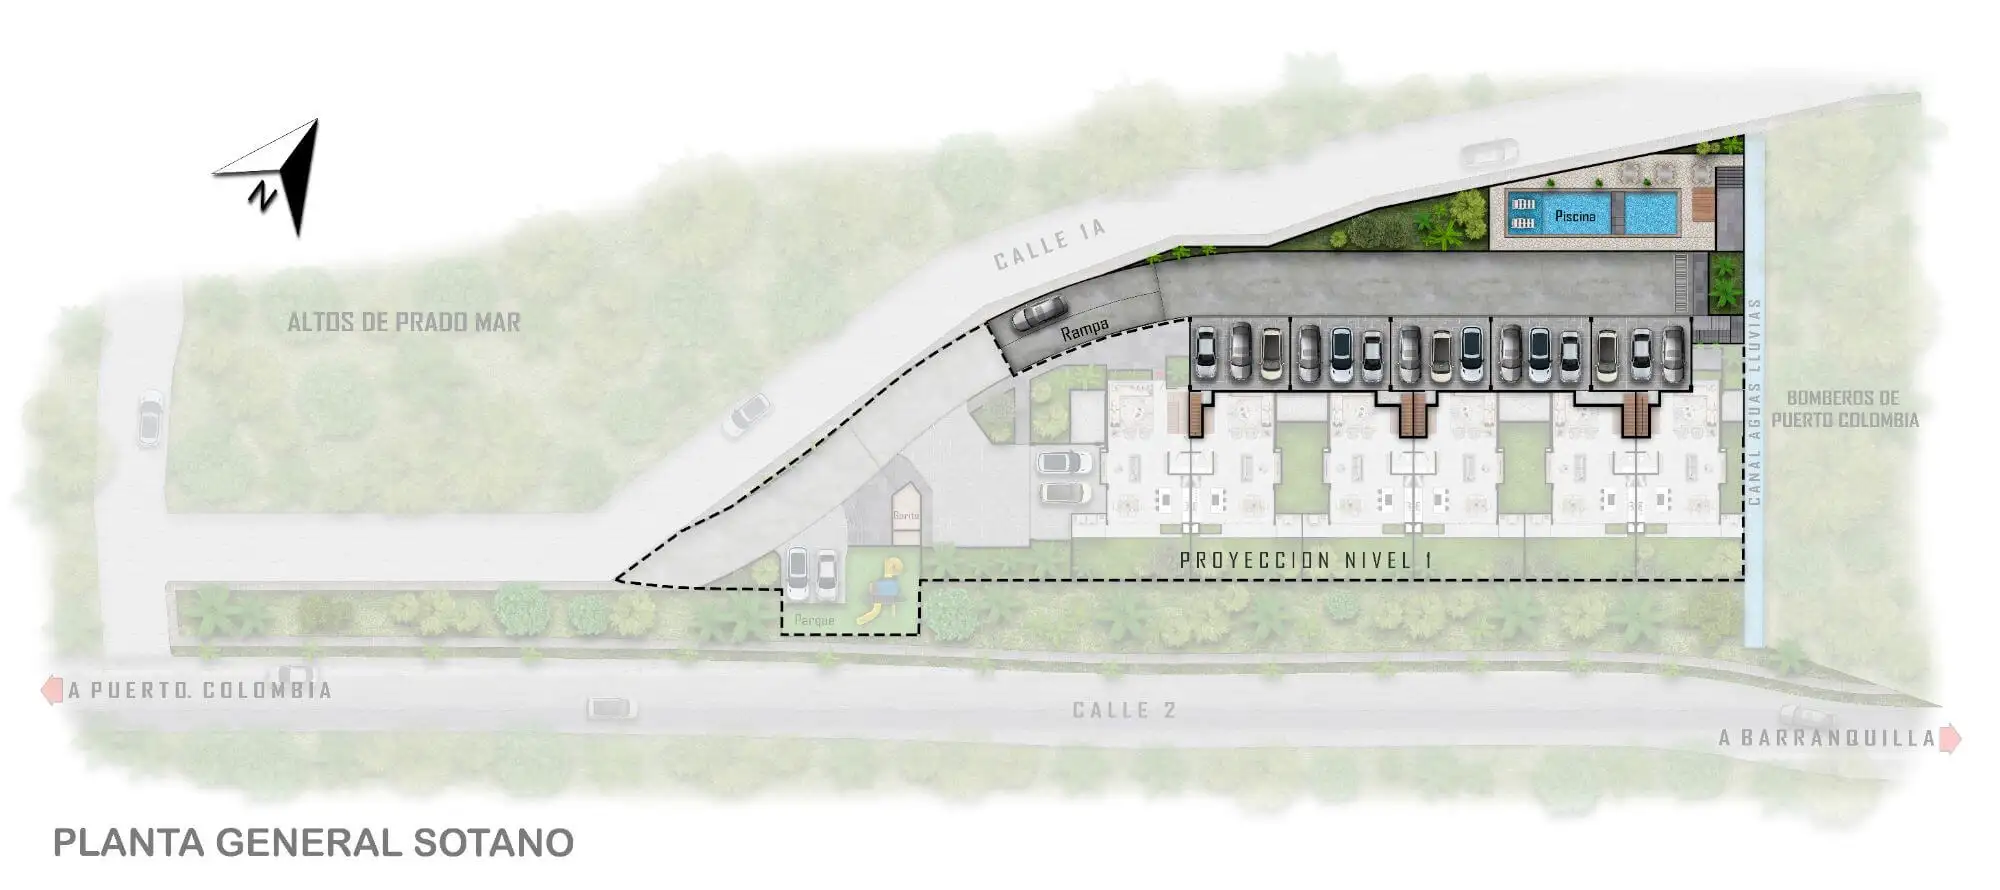 N
CALLE 1A
Piscina
ALTOS DE PRADO MAR
Rampa
CANAL AGUAS LLUVIAS
BOMBEROS DE
PUERTO COLOMBIA
Garita
PROYECCION NIVEL 1
Parque
A PUERTO. COLOMBIA
CALLE 2
A BARRANQUILLA
PLANTA GENERAL SOTANO